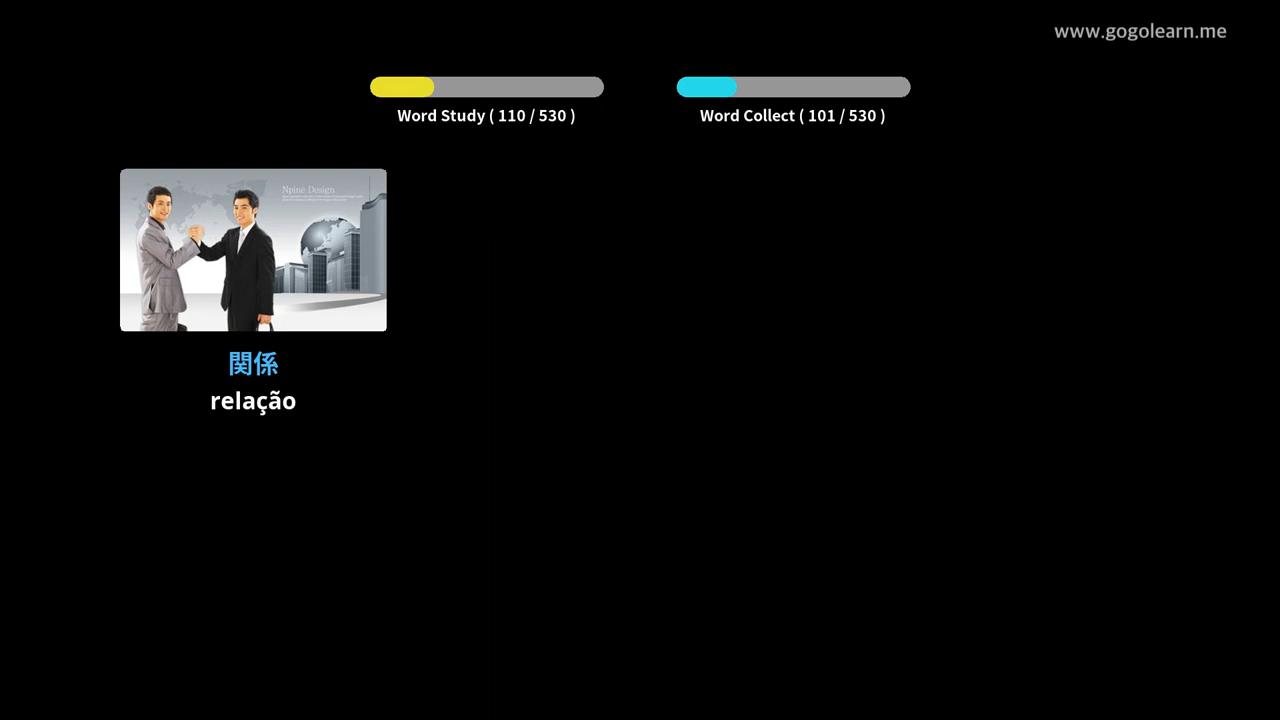 www.gogolearn.me
Word Study ( 110 / 530 )
Word Collect ( 101 / 530 )
Npine Design
関係
relação